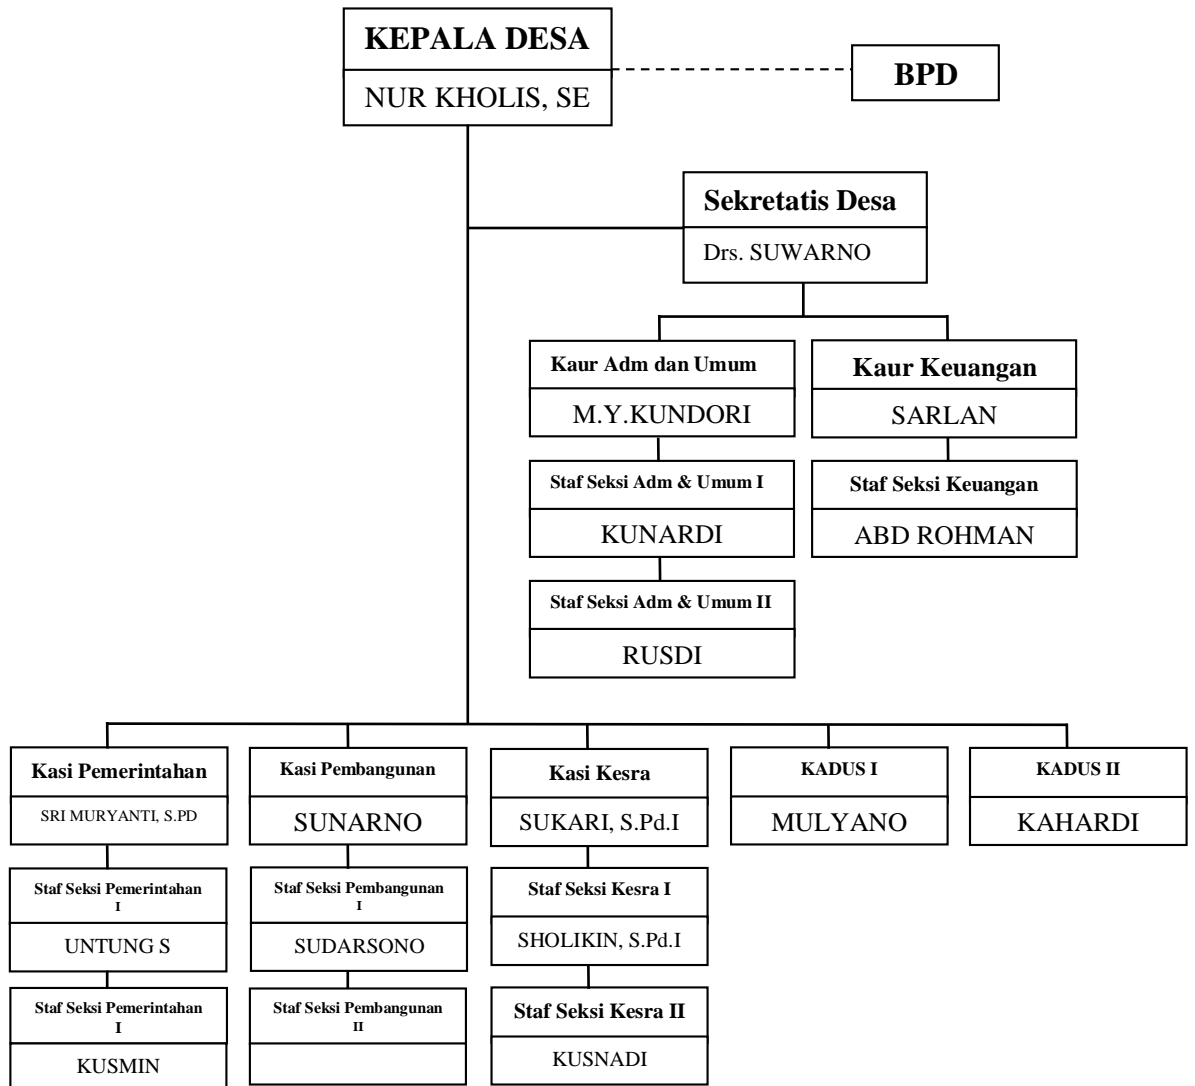 KEPALA DESA
NUR KHOLIS, SE
BPD
Sekretatis Desa
Drs. SUWARNO
Kaur Adm dan Umum
M.Y.KUNDORI
Kaur Keuangan
SARLAN
Staf Seksi Adm & Umum I
KUNARDI
Staf Seksi Keuangan
ABD ROHMAN
Staf Seksi Adm & Umum II
RUSDI
Kasi Pemerintahan
SRI MURYANTI, S.PD
Kasi Pembangunan
SUNARNO
Kasi Kesra
SUKARI, S.Pd.I
KADUS I
MULYANO
KADUS II
KAHARDI
Staf Seksi Pemerintahan
I
UNTUNG S
Staf Seksi Pembangunan
I
SUDARSONO
Staf Seksi Kesra I
SHOLIKIN, S.Pd.I
Staf Seksi Pemerintahan
I
KUSMIN
Staf Seksi Pembangunan
II
Staf Seksi Kesra II
KUSNADI